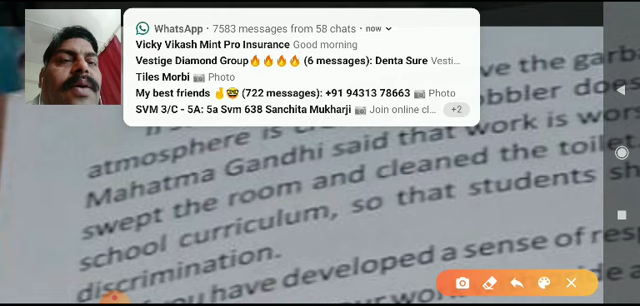 WhatsApp · 7583 messages from 58 chats · now
Vicky Vikash Mint Pro Insurance Good morning
Vestige Diamond Group🔥🔥🔥🔥 (6 messages): Denta Sure Vesti...
Tiles Morbi 📷 Photo
My best friends 🤞🤓 (722 messages): +91 94313 78663 📷 Photo
SVM 3/C - 5A: 5a Svm 638 Sanchita Mukharji 📷 Join online cl...
+2
ve the garb
bbler does
atmosphere is
Mahatma Gandhi said that work is wor
swept the room and cleaned the toilet
school curriculum, so that students sh
discrimination.
you have developed a sense of resp